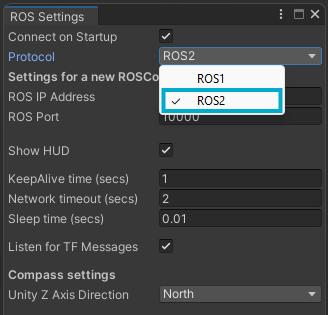 ROS Settings
Connect on Startup
Protocol ROS2
ROS1
ROS2
Settings for a new ROSCo
ROS IP Address
ROS Port 10000
Show HUD
KeepAlive time (secs) 1
Network timeout (secs) 2
Sleep time (secs) 0.01
Listen for TF Messages
Compass settings
Unity Z Axis Direction North